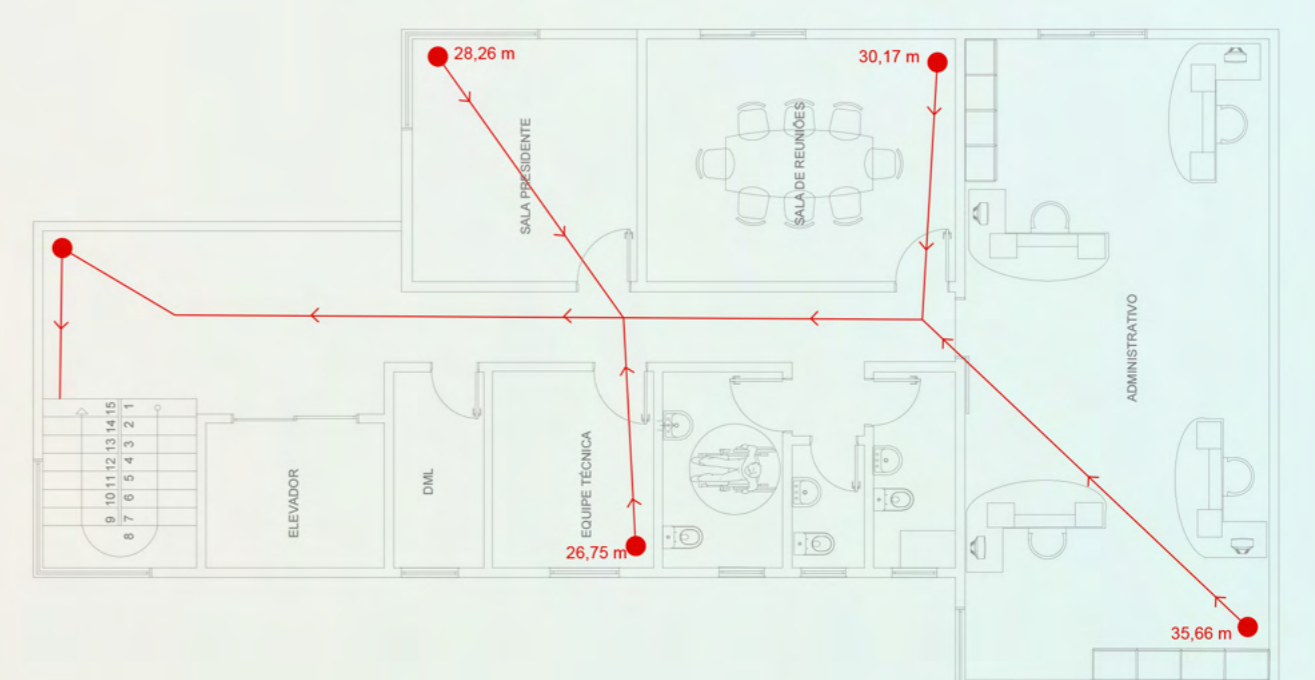 28,26 m
30,17 m
SALA PRESIDENTE
SALA DE REUNIÕES
ADMINISTRATIVO
15 1
14 2
13 3
12 4
11 5
10 6
9 7
8
ELEVADOR
DML
EQUIPE TÉCNICA
26,75 m
35,66 m